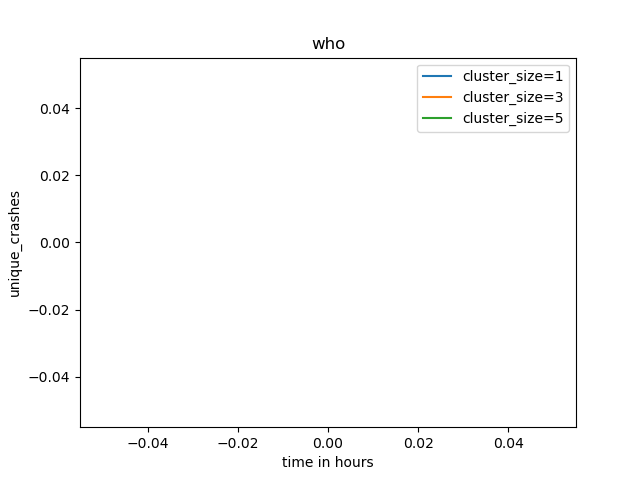 who
cluster_size=1
cluster_size=3
cluster_size=5
0.04
0.02
0.00
−0.02
−0.04
unique_crashes
−0.04 −0.02 0.00 0.02 0.04
time in hours